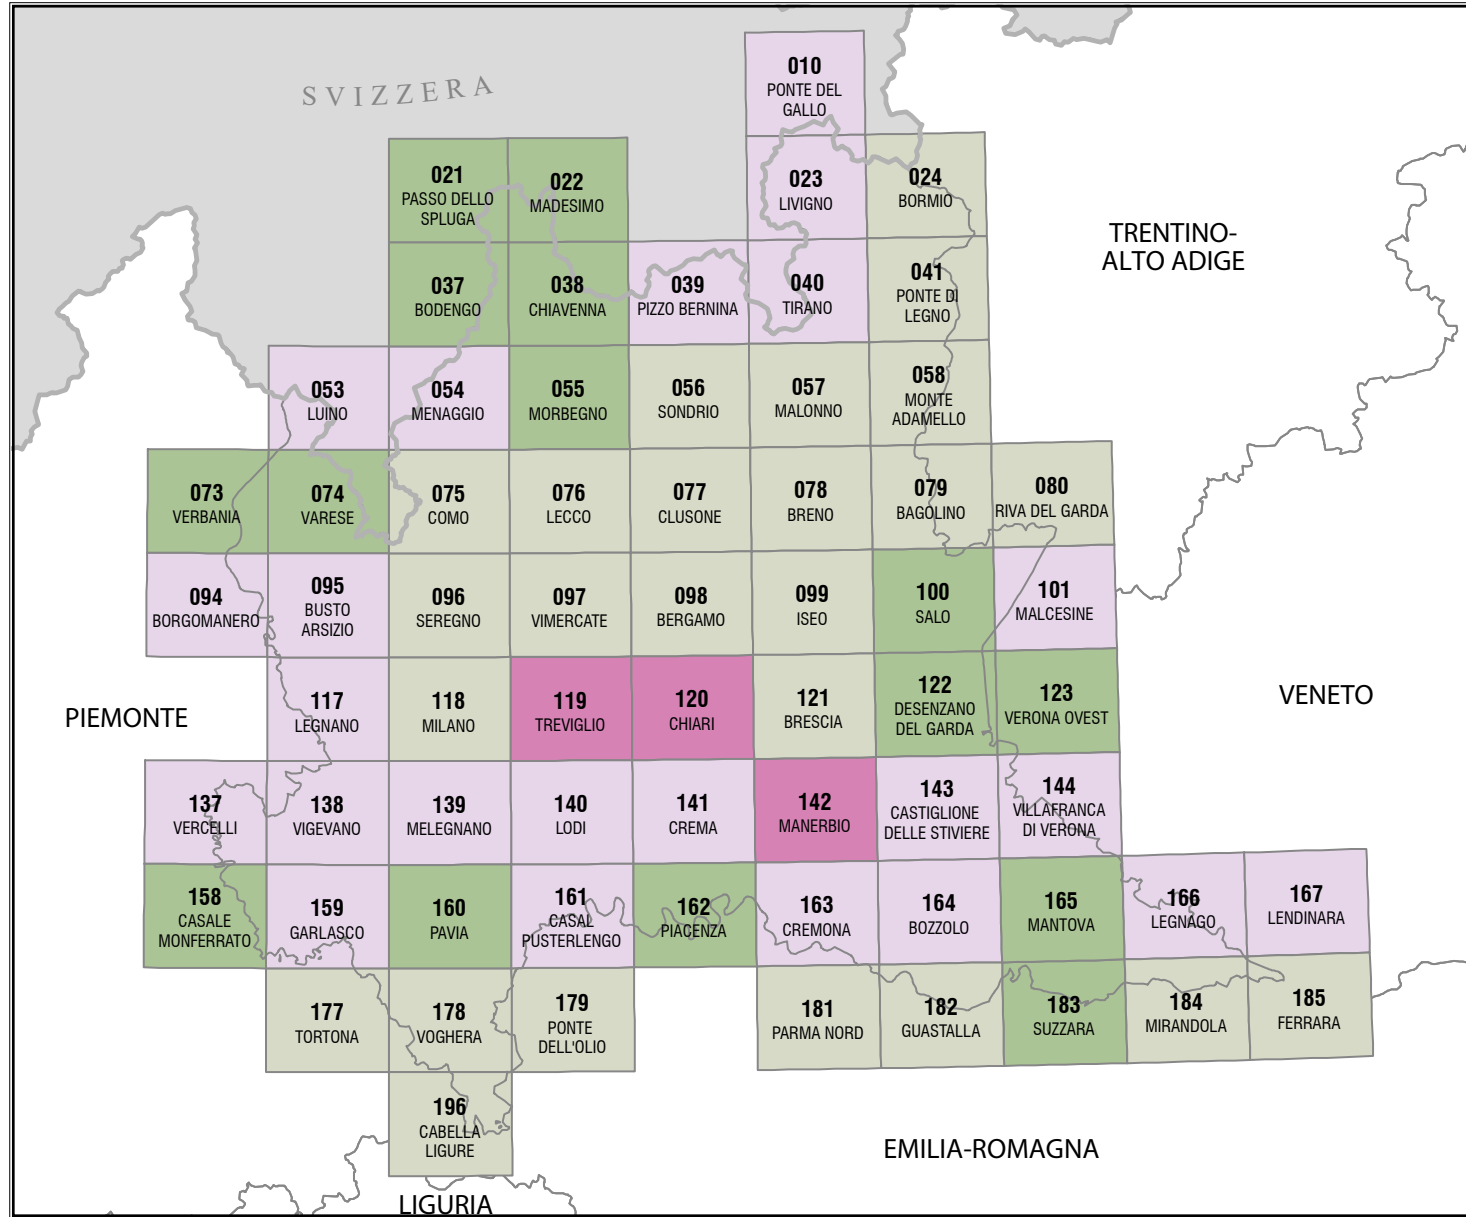 SVIZZERA
010
PONTE DEL
GALLO
021
PASSO DELLO
SPLUGA
022
MADESIMO
023
LIVIGNO
024
BORMIO
TRENTINO-
ALTO ADIGE
037
BODENGO
038
CHIAVENNA
039
PIZZO BERNINA
040
TIRANO
041
PONTE DI
LEGNO
053
LUINO
054
MENAGGIO
055
MORBEGNO
056
SONDRIO
057
MALONNO
058
MONTE
ADAMELLO
073
VERBANIA
074
VARESE
075
COMO
076
LECCO
077
CLUSONE
078
BRENO
079
BAGOLINO
080
RIVA DEL GARDA
094
BORGOMANERO
095
BUSTO
ARSIZIO
096
SEREGNO
097
VIMERCATE
098
BERGAMO
099
ISEO
100
SALO
101
MALCESINE
PIEMONTE
117
LEGNANO
118
MILANO
119
TREVIGLIO
120
CHIARI
121
BRESCIA
122
DESENZANO
DEL GARDA
123
VERONA OVEST
VENETO
137
VERCELLI
138
VIGEVANO
139
MELEGNANO
140
LODI
141
CREMA
142
MANERBIO
143
CASTIGLIONE
DELLE STIVIERE
144
VILLAFRANCA
DI VERONA
158
CASALE
MONFERRATO
159
GARLASCO
160
PAVIA
161
CASAL
PUSTERLENGO
162
PIACENZA
163
CREMONA
164
BOZZOLO
165
MANTOVA
166
LEGNAGO
167
LENDINARA
177
TORTONA
178
VOGHERA
179
PONTE
DELL'OLIO
181
PARMA NORD
182
GUASTALLA
183
SUZZARA
184
MIRANDOLA
185
FERRARA
196
CABELLA
LIGURE
EMILIA-ROMAGNA
LIGURIA